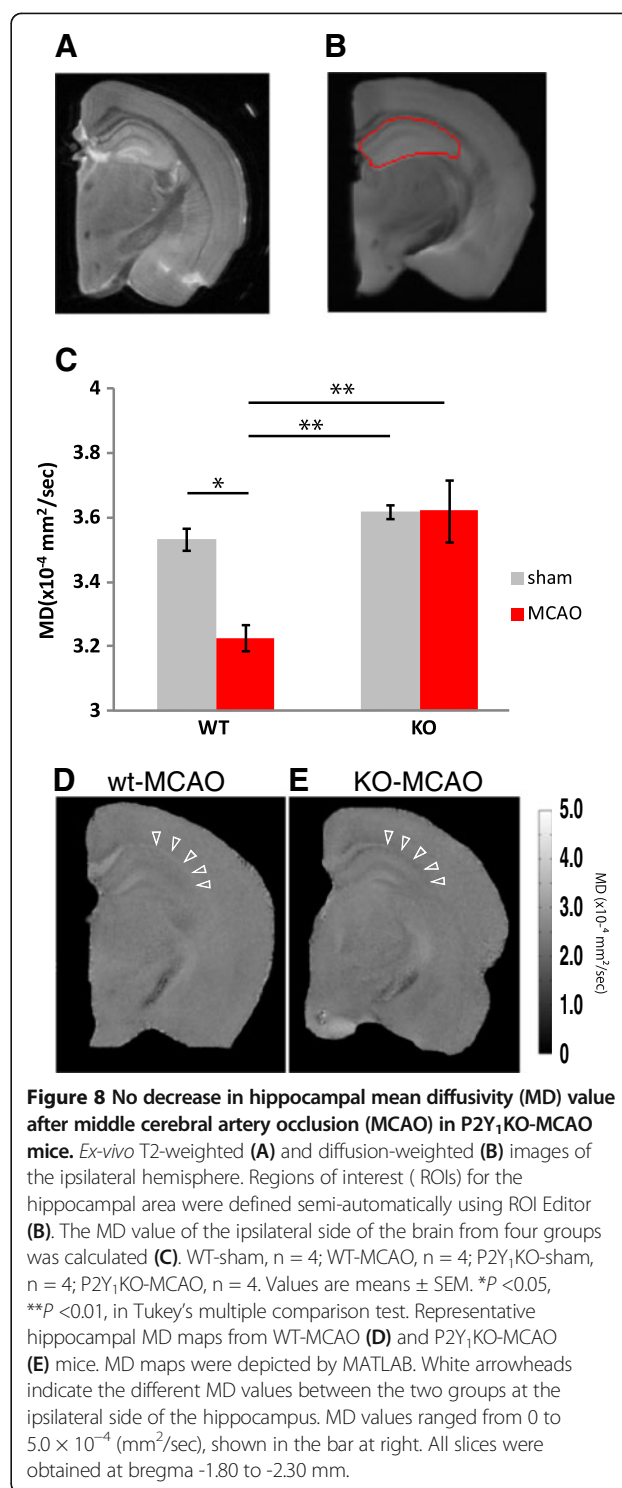 A
B
C
4
3.8
3.6
3.4
3.2
3
MD(x10⁻⁴ mm²/sec)
**
**
*
sham
MCAO
WT
KO
D wt-MCAO
E KO-MCAO
5.0
4.0
3.0
2.0
1.0
0
MD (x10⁻⁴ mm²/sec)
Figure 8 No decrease in hippocampal mean diffusivity (MD) value
after middle cerebral artery occlusion (MCAO) in P2Y₁KO-MCAO
mice. Ex-vivo T2-weighted (A) and diffusion-weighted (B) images of
the ipsilateral hemisphere. Regions of interest ( ROIs) for the
hippocampal area were defined semi-automatically using ROI Editor
(B). The MD value of the ipsilateral side of the brain from four groups
was calculated (C). WT-sham, n = 4; WT-MCAO, n = 4; P2Y₁KO-sham,
n = 4; P2Y₁KO-MCAO, n = 4. Values are means ± SEM. *P <0.05,
**P <0.01, in Tukey's multiple comparison test. Representative
hippocampal MD maps from WT-MCAO (D) and P2Y₁KO-MCAO
(E) mice. MD maps were depicted by MATLAB. White arrowheads
indicate the different MD values between the two groups at the
ipsilateral side of the hippocampus. MD values ranged from 0 to
5.0 × 10⁻⁴ (mm²/sec), shown in the bar at right. All slices were
obtained at bregma -1.80 to -2.30 mm.